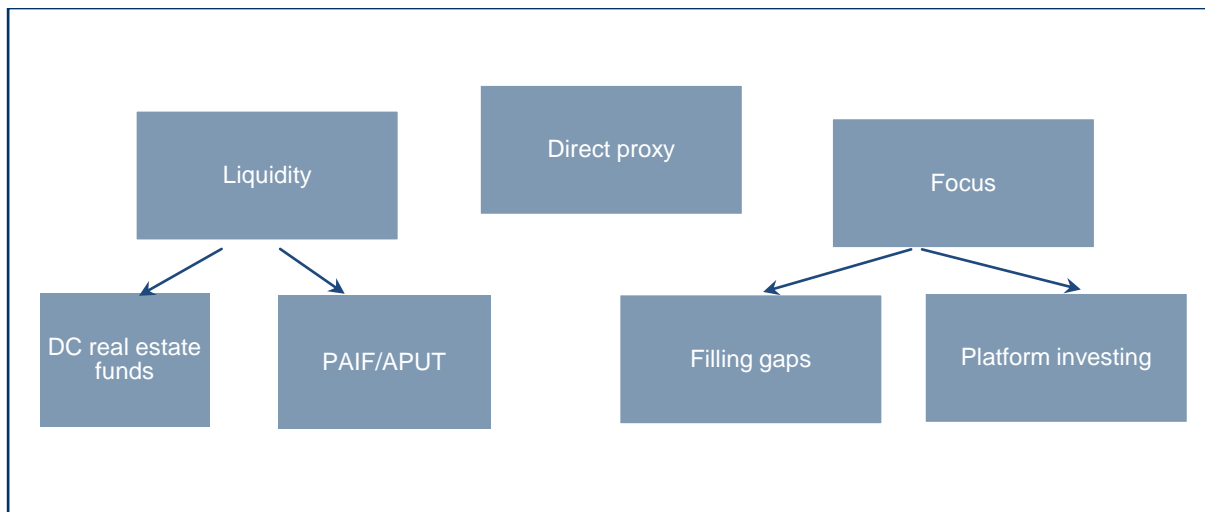 Liquidity
Direct proxy
Focus
DC real estate
funds
PAIF/APUT
Filling gaps
Platform investing